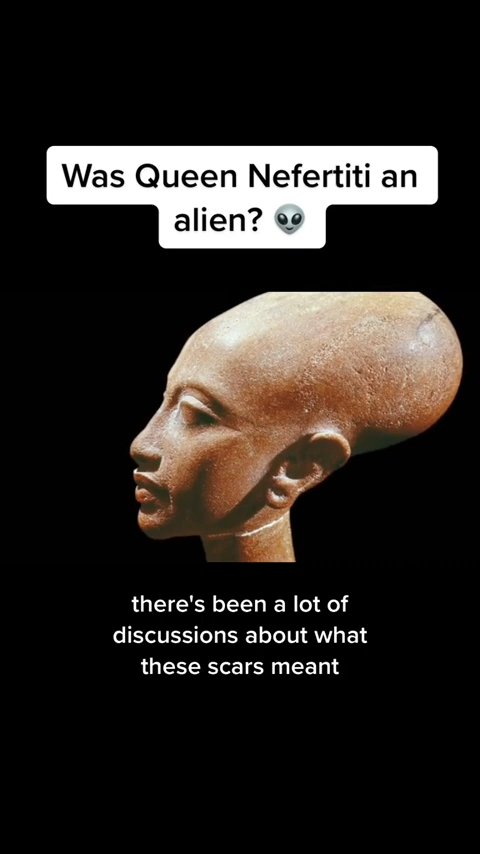 Was Queen Nefertiti an
alien? 👽
there's been a lot of
discussions about what
these scars meant